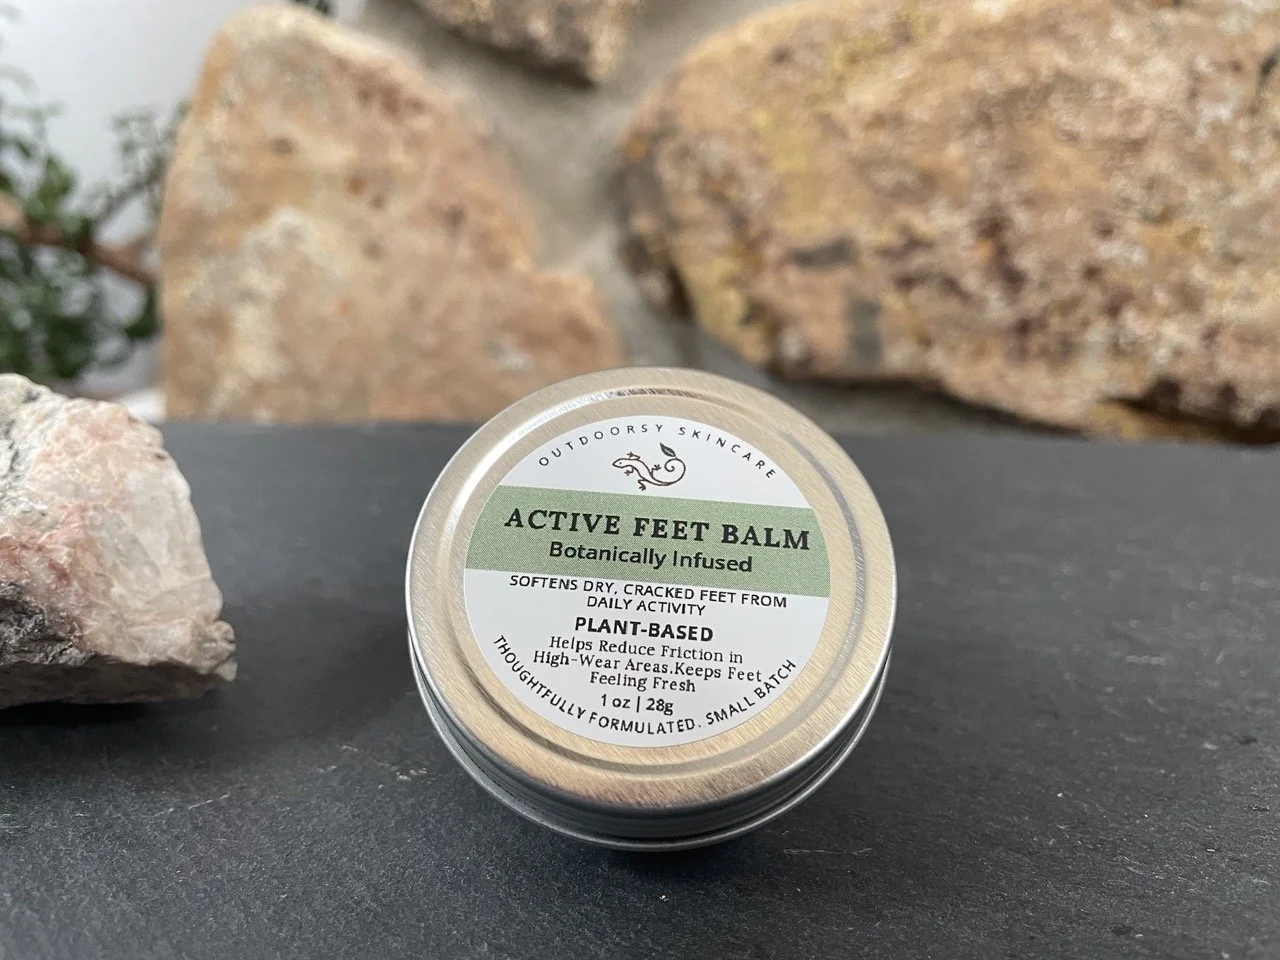 OUTDOORSY SKINCARE
ACTIVE FEET BALM
Botanically Infused
SOFTENS DRY, CRACKED FEET FROM
DAILY ACTIVITY
PLANT-BASED
Helps Reduce Friction in
High-Wear Areas.Keeps Feet
Feeling Fresh
1 oz | 28g
THOUGHTFULLY FORMULATED. SMALL BATCH